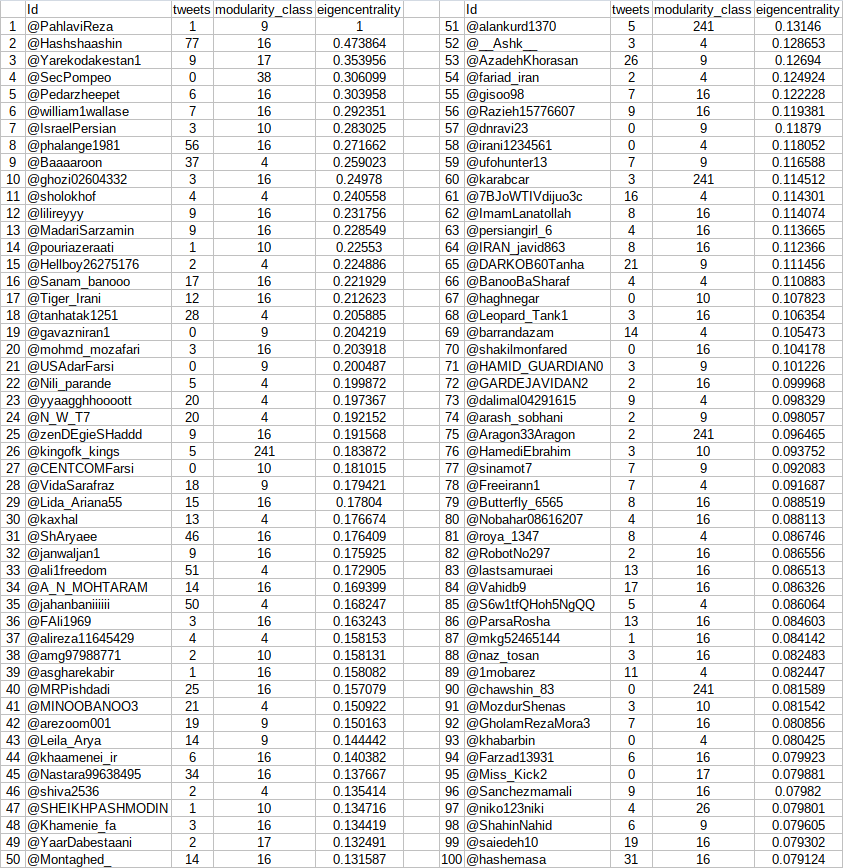 Id tweets modularity_class eigencentrality Id tweets modularity_class eigencentrality
1 @PahlaviReza 1 9 1 51 @alankurd1370 5 241 0.13146
2 @Hashshaashin 77 16 0.473864 52 @__Ashk__ 3 4 0.128653
3 @Yarekodakestan1 9 17 0.353956 53 @AzadehKhorasan 26 9 0.12694
4 @SecPompeo 0 38 0.306099 54 @fariad_iran 2 4 0.124924
5 @Pedarzheepet 6 16 0.303958 55 @gisoo98 7 16 0.122228
6 @william1wallase 7 16 0.292351 56 @Razieh15776607 9 16 0.119381
7 @IsraelPersian 3 10 0.283025 57 @dnravi23 0 9 0.11879
8 @phalange1981 56 16 0.271662 58 @irani1234561 0 4 0.118052
9 @Baaaaroon 37 4 0.259023 59 @ufohunter13 7 9 0.116588
10 @ghozi02604332 3 16 0.24978 60 @karabcar 3 241 0.114512
11 @sholokhof 4 4 0.240558 61 @7BJoWTIVdijuo3c 16 4 0.114301
12 @lilireyyy 9 16 0.231756 62 @ImamLanatollah 8 16 0.114074
13 @MadariSarzamin 9 16 0.228549 63 @persiangirl_6 4 16 0.113665
14 @pouriazeraati 1 10 0.22553 64 @IRAN_javid863 8 16 0.112366
15 @Hellboy26275176 2 4 0.224886 65 @DARKOB60Tanha 21 9 0.111456
16 @Sanam_banooo 17 16 0.221929 66 @BanooBaSharaf 4 4 0.110883
17 @Tiger_Irani 12 16 0.212623 67 @haghnegar 0 10 0.107823
18 @tanhatak1251 28 4 0.205885 68 @Leopard_Tank1 3 16 0.106354
19 @gavazniran1 0 9 0.204219 69 @barrandazam 14 4 0.105473
20 @mohmd_mozafari 3 16 0.203918 70 @shakilmonfared 0 16 0.104178
21 @USAdarFarsi 0 9 0.200487 71 @HAMID_GUARDIAN0 3 9 0.101226
22 @Nili_parande 5 4 0.199872 72 @GARDEJAVIDAN2 2 16 0.099968
23 @yyaagghhoooott 20 4 0.197367 73 @dalimal04291615 9 4 0.098329
24 @N_W_T7 20 4 0.192152 74 @arash_sobhani 2 9 0.098057
25 @zenDEgieSHaddd 9 16 0.191568 75 @Aragon33Aragon 2 241 0.096465
26 @kingofk_kings 5 241 0.183872 76 @HamediEbrahim 3 10 0.093752
27 @CENTCOMFarsi 0 10 0.181015 77 @sinamot7 7 9 0.092083
28 @VidaSarafraz 18 9 0.179421 78 @Freeirann1 7 4 0.091687
29 @Lida_Ariana55 15 16 0.17804 79 @Butterfly_6565 8 16 0.088519
30 @kaxhal 13 4 0.176674 80 @Nobahar08616207 4 16 0.088113
31 @ShAryaee 46 16 0.176409 81 @roya_1347 8 4 0.086746
32 @janwaljan1 9 16 0.175925 82 @RobotNo297 2 16 0.086556
33 @ali1freedom 51 4 0.172905 83 @lastsamuraei 13 16 0.086513
34 @A_N_MOHTARAM 14 16 0.169399 84 @Vahidb9 17 16 0.086326
35 @jahanbaniiiiii 50 4 0.168247 85 @S6w1tfQHoh5NgQQ 5 4 0.086064
36 @FAli1969 3 16 0.163243 86 @ParsaRosha 13 16 0.084603
37 @alireza11645429 4 4 0.158153 87 @mkg52465144 1 16 0.084142
38 @amg97988771 2 10 0.158131 88 @naz_tosan 3 16 0.082483
39 @asgharekabir 1 16 0.158082 89 @1mobarez 11 4 0.082447
40 @MRPishdadi 25 16 0.157079 90 @chawshin_83 0 241 0.081589
41 @MINOOBANOO3 21 4 0.150922 91 @MozdurShenas 3 10 0.081542
42 @arezoom001 19 9 0.150163 92 @GholamRezaMora3 7 16 0.080856
43 @Leila_Arya 14 9 0.144442 93 @khabarbin 0 4 0.080425
44 @khaamenei_ir 6 16 0.140382 94 @Farzad13931 6 16 0.079923
45 @Nastara99638495 34 16 0.137667 95 @Miss_Kick2 0 17 0.079881
46 @shiva2536 2 4 0.135414 96 @Sanchezmamali 9 16 0.07982
47 @SHEIKHPASHMODIN 1 10 0.134716 97 @niko123niki 4 26 0.079801
48 @Khamenie_fa 3 16 0.134419 98 @ShahinNahid 6 9 0.079605
49 @YaarDabestaani 2 17 0.132491 99 @saiedeh10 19 16 0.079302
50 @Montaghed_ 14 16 0.131587 100 @hashemasa 31 16 0.079124